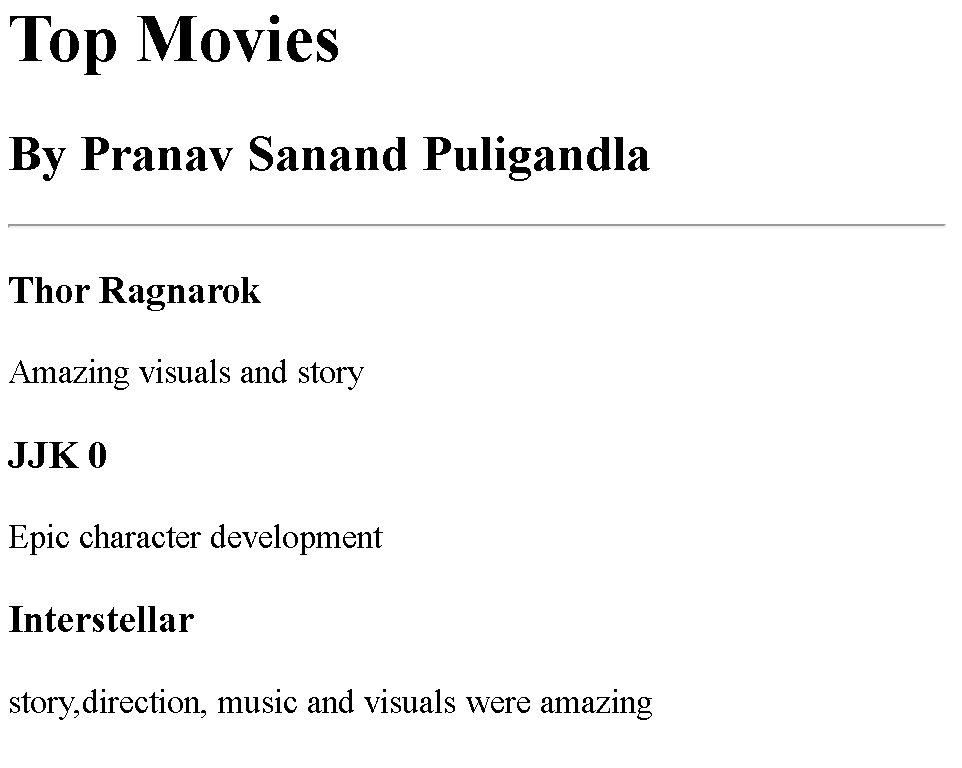 Top Movies
By Pranav Sanand Puligandla
Thor Ragnarok
Amazing visuals and story
JJK 0
Epic character development
Interstellar
story,direction, music and visuals were amazing